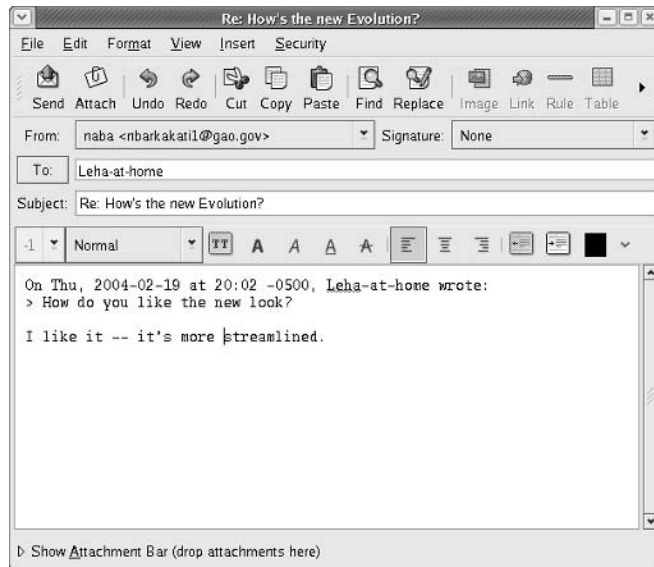 Re: How's the new Evolution?
File Edit Format View Insert Security
Send Attach Undo Redo Cut Copy Paste Find Replace Image Link Rule Table
From: naba <nbarkakati1@gao.gov> Signature: None
To: Leha-at-home
Subject: Re: How's the new Evolution?
-1 Normal TT A A A A
On Thu, 2004-02-19 at 20:02 -0500, Leha-at-home wrote:
> How do you like the new look?
I like it -- it's more streamlined.
Show Attachment Bar (drop attachments here)